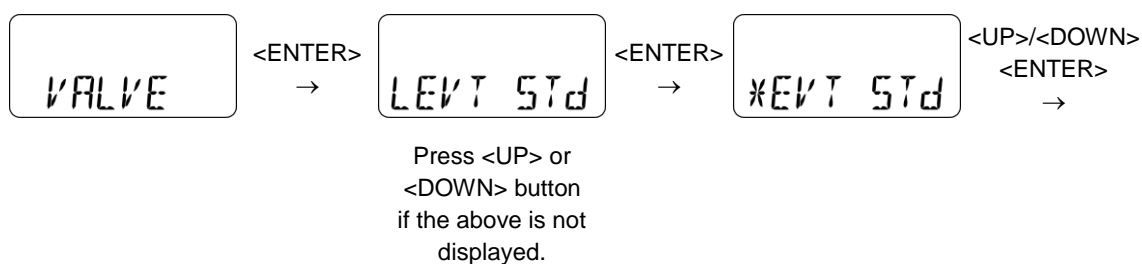 VALVE
<ENTER>
→
LEVT STd
<ENTER>
→
*EVT STd
<UP>/<DOWN>
<ENTER>
→
Press <UP> or
<DOWN> button
if the above is not
displayed.